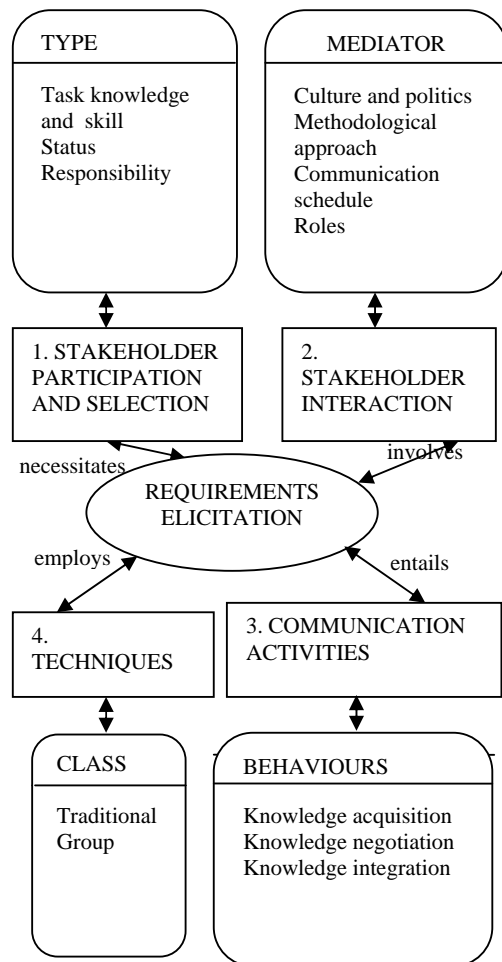 TYPE
Task knowledge
and skill
Status
Responsibility
MEDIATOR
Culture and politics
Methodological
approach
Communication
schedule
Roles
1. STAKEHOLDER
PARTICIPATION
AND SELECTION
2.
STAKEHOLDER
INTERACTION
necessitates
involves
REQUIREMENTS
ELICITATION
employs
entails
4.
TECHNIQUES
3. COMMUNICATION
ACTIVITIES
CLASS
Traditional
Group
BEHAVIOURS
Knowledge acquisition
Knowledge negotiation
Knowledge integration